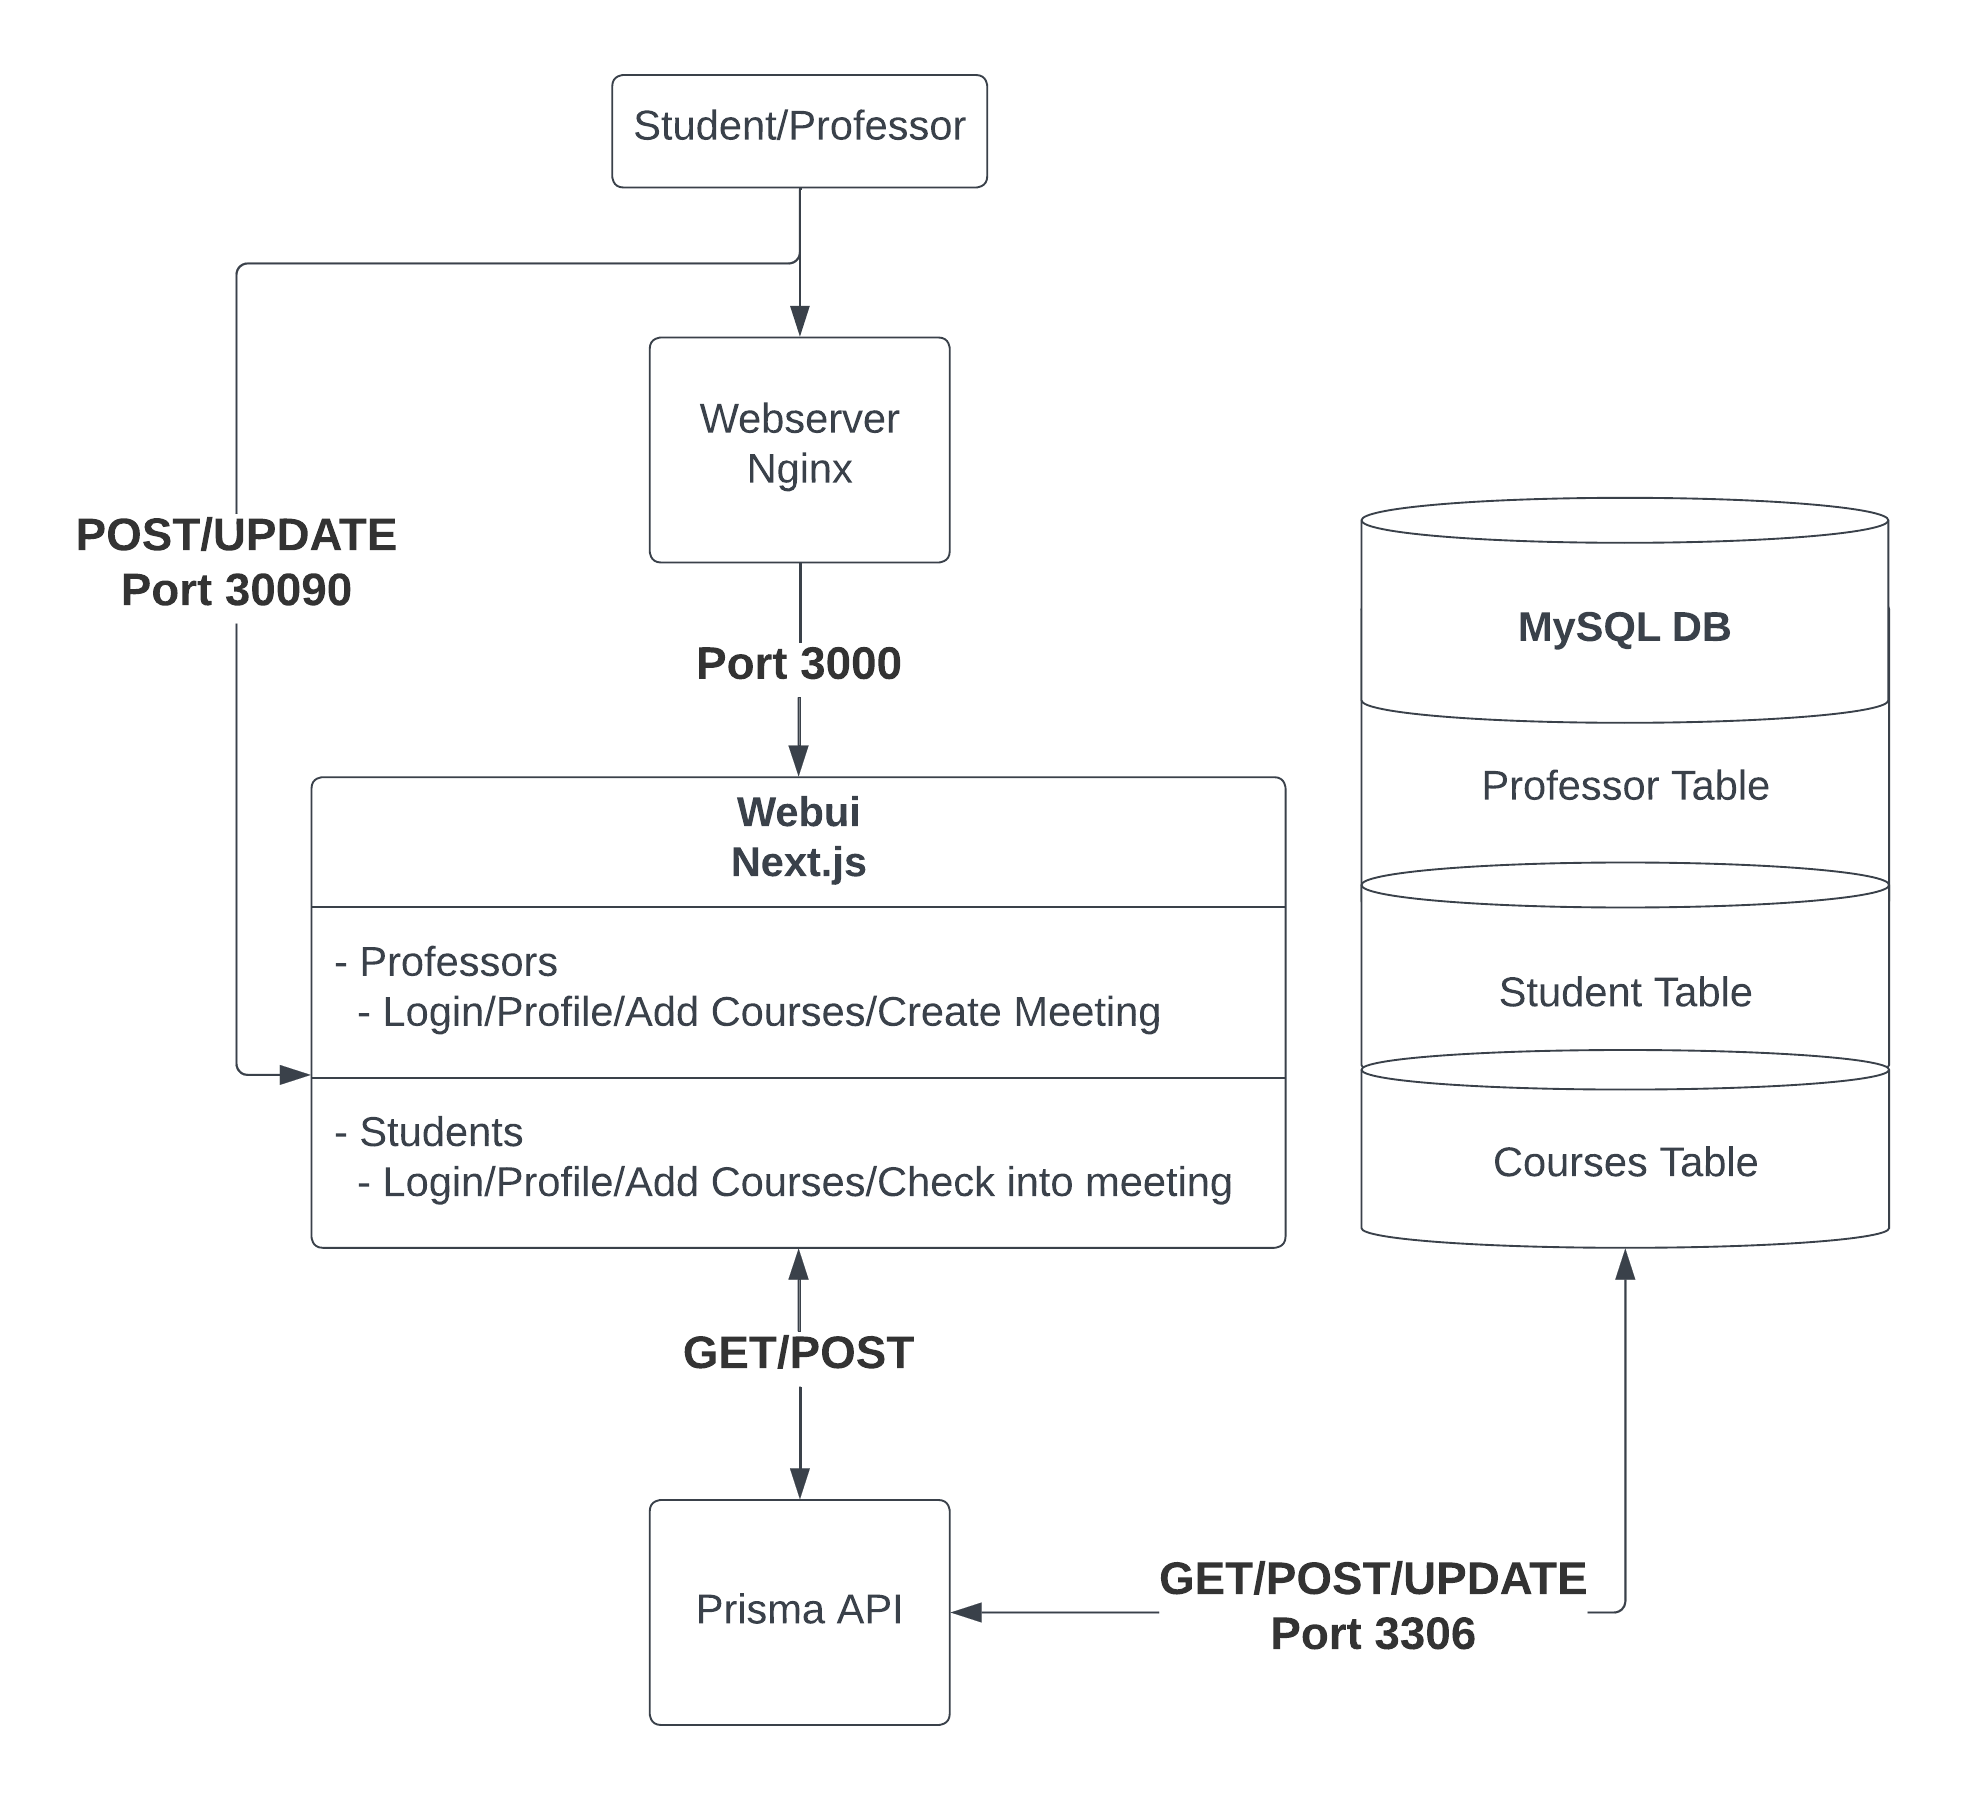 Student/Professor
Webserver
Nginx
POST/UPDATE
Port 30090
Port 3000
Webui
Next.js
- Professors
- Login/Profile/Add Courses/Create Meeting
- Students
- Login/Profile/Add Courses/Check into meeting
MySQL DB
Professor Table
Student Table
Courses Table
GET/POST
Prisma API
GET/POST/UPDATE
Port 3306